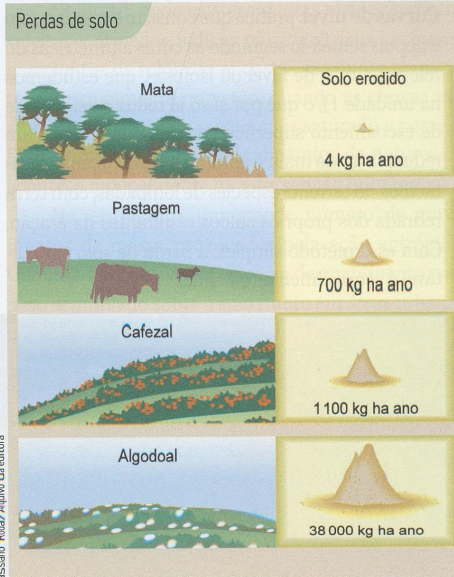 Perdas de solo
Mata
Solo erodido
4 kg ha ano
Pastagem
700 kg ha ano
Cafezal
1 100 kg ha ano
Algodoal
38 000 kg ha ano